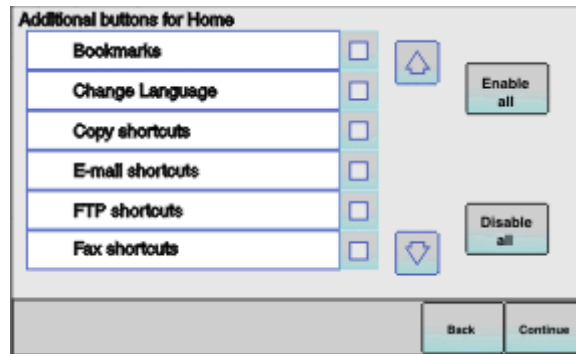 Additional buttons for Home
Bookmarks
Change Language
Copy shortcuts
E-mail shortcuts
FTP shortcuts
Fax shortcuts
Enable
all
Disable
all
Back
Continue